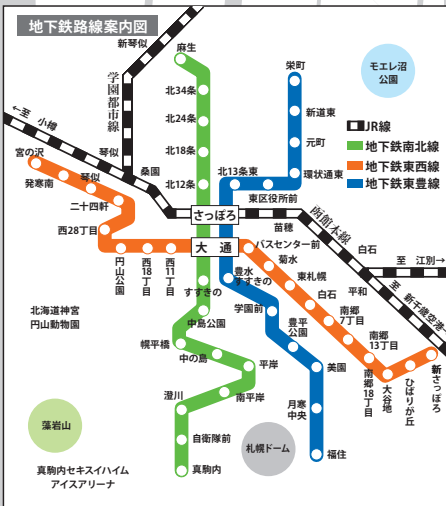 地下鉄路線案内図
新琴似
学園都市線
麻生
栄町
モエレ沼
公園
北34条
新道東
←至 小樽
北24条
元町
JR線
地下鉄南北線
地下鉄東西線
地下鉄東豊線
宮の沢
琴似
桑園
北18条
北13条東
環状通東
発寒南
琴似
北12条
東区役所前
二十四軒
さっぽろ
苗穂
函館本線
西28丁目
大通
バスセンター前
白石
円山公園
西18丁目
西11丁目
菊水
至 江別→
豊水
すすきの
すすきの
東札幌
平和
至 新千歳空港→
白石
北海道神宮
円山動物園
中島公園
学園前
南郷
7丁目
幌平橋
豊平
公園
南郷
13丁目
中の島
平岸
美園
南郷18丁目
大谷地
ひばりが丘
新さっぽろ
澄川
南平岸
月寒
中央
藻岩山
自衛隊前
札幌ドーム
福住
真駒内
真駒内セキスイハイム
アイスアリーナ